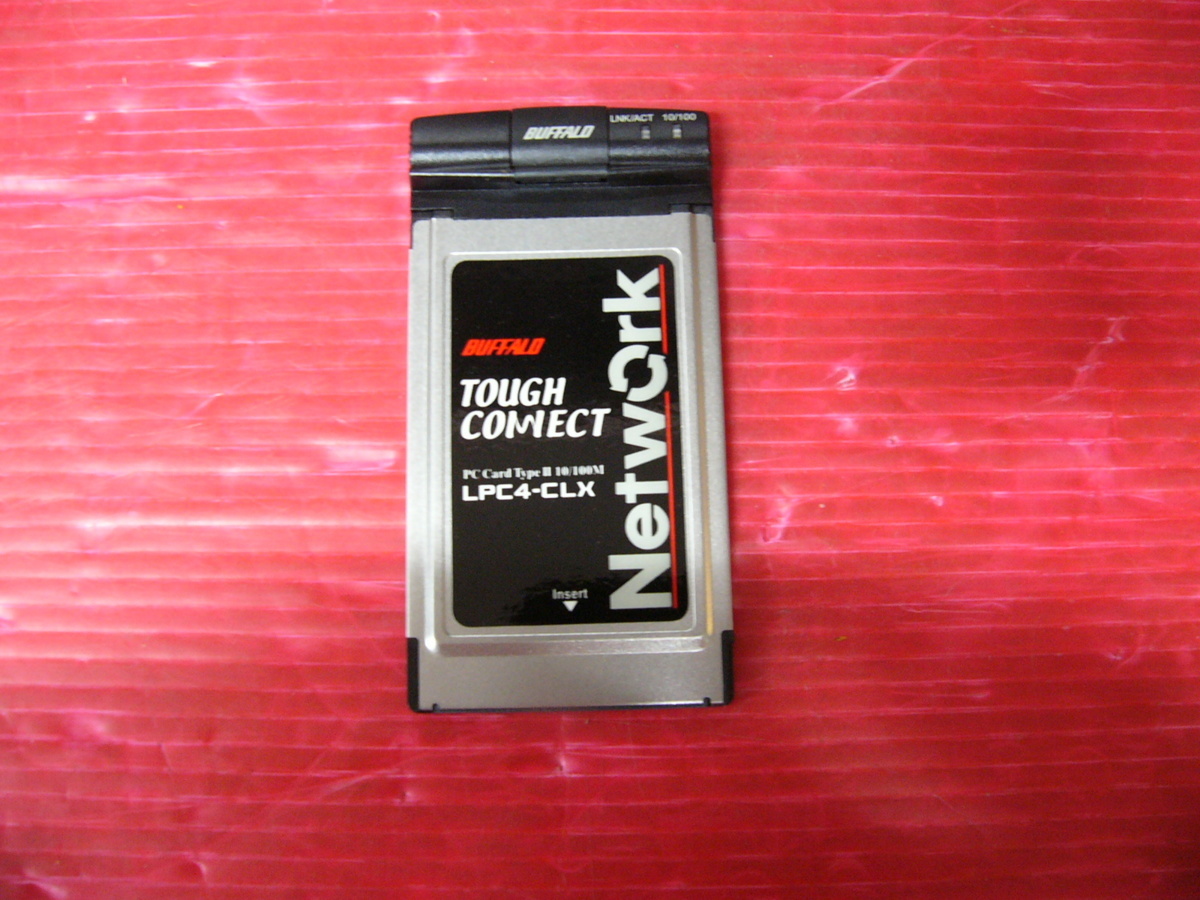 BUFFALO
LNK/ACT 10/100
BUFFALO
TOUGH
CONNECT
PC Card Type II 10/100M
LPC4-CLX
Insert
Network